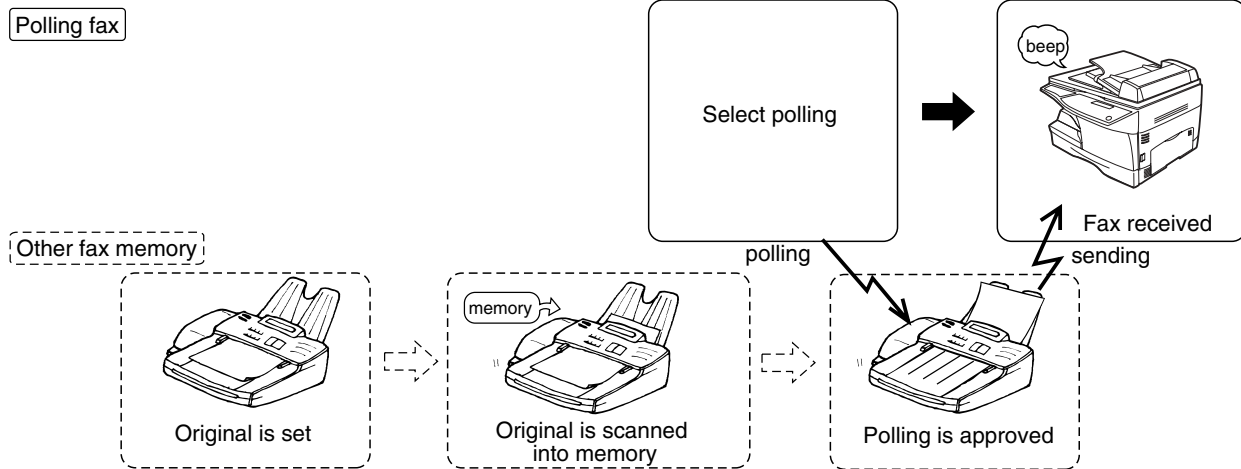 Polling fax
beep
Select polling
Fax received
Other fax memory
polling
sending
memory
Original is set
Original is scanned
into memory
Polling is approved